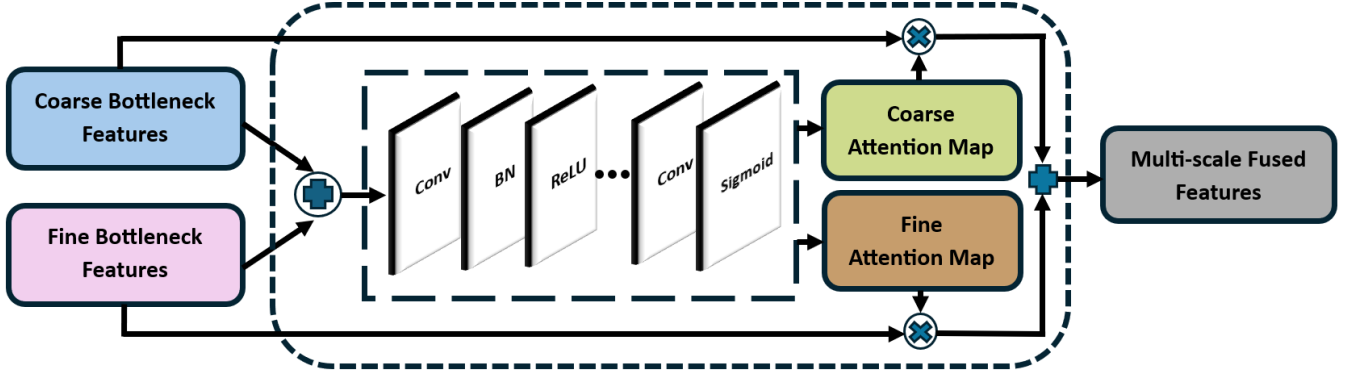 Coarse Bottleneck
Features
Fine Bottleneck
Features
Conv
BN
ReLU
Conv
Sigmoid
Coarse
Attention Map
Fine
Attention Map
Multi-scale Fused
Features